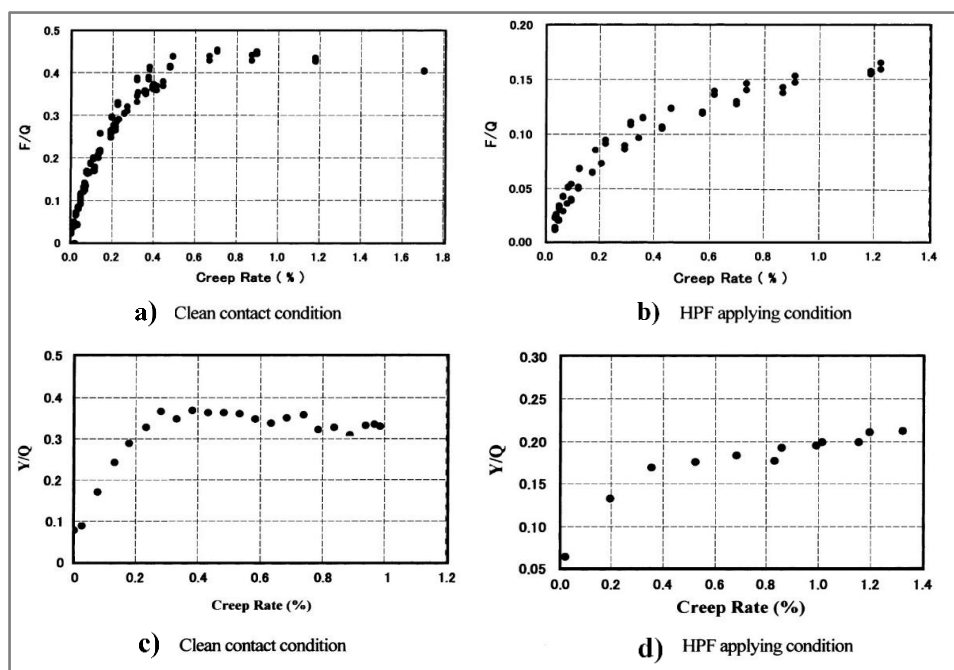 0.5
0.4
0.3
0.2
0.1
0
F/Q
0.0 0.2 0.4 0.6 0.8 1.0 1.2 1.4 1.6 1.8
Creep Rate ( % )
a) Clean contact condition
0.20
0.15
0.10
0.05
0.00
F/Q
0.0 0.2 0.4 0.6 0.8 1.0 1.2 1.4
Creep Rate ( % )
b) HPF applying condition
0.5
0.4
0.3
0.2
0.1
0
Y/Q
0 0.2 0.4 0.6 0.8 1 1.2
Creep Rate (%)
c) Clean contact condition
0.30
0.25
0.20
0.15
0.10
0.05
Y/Q
0.0 0.2 0.4 0.6 0.8 1.0 1.2 1.4
Creep Rate (%)
d) HPF applying condition